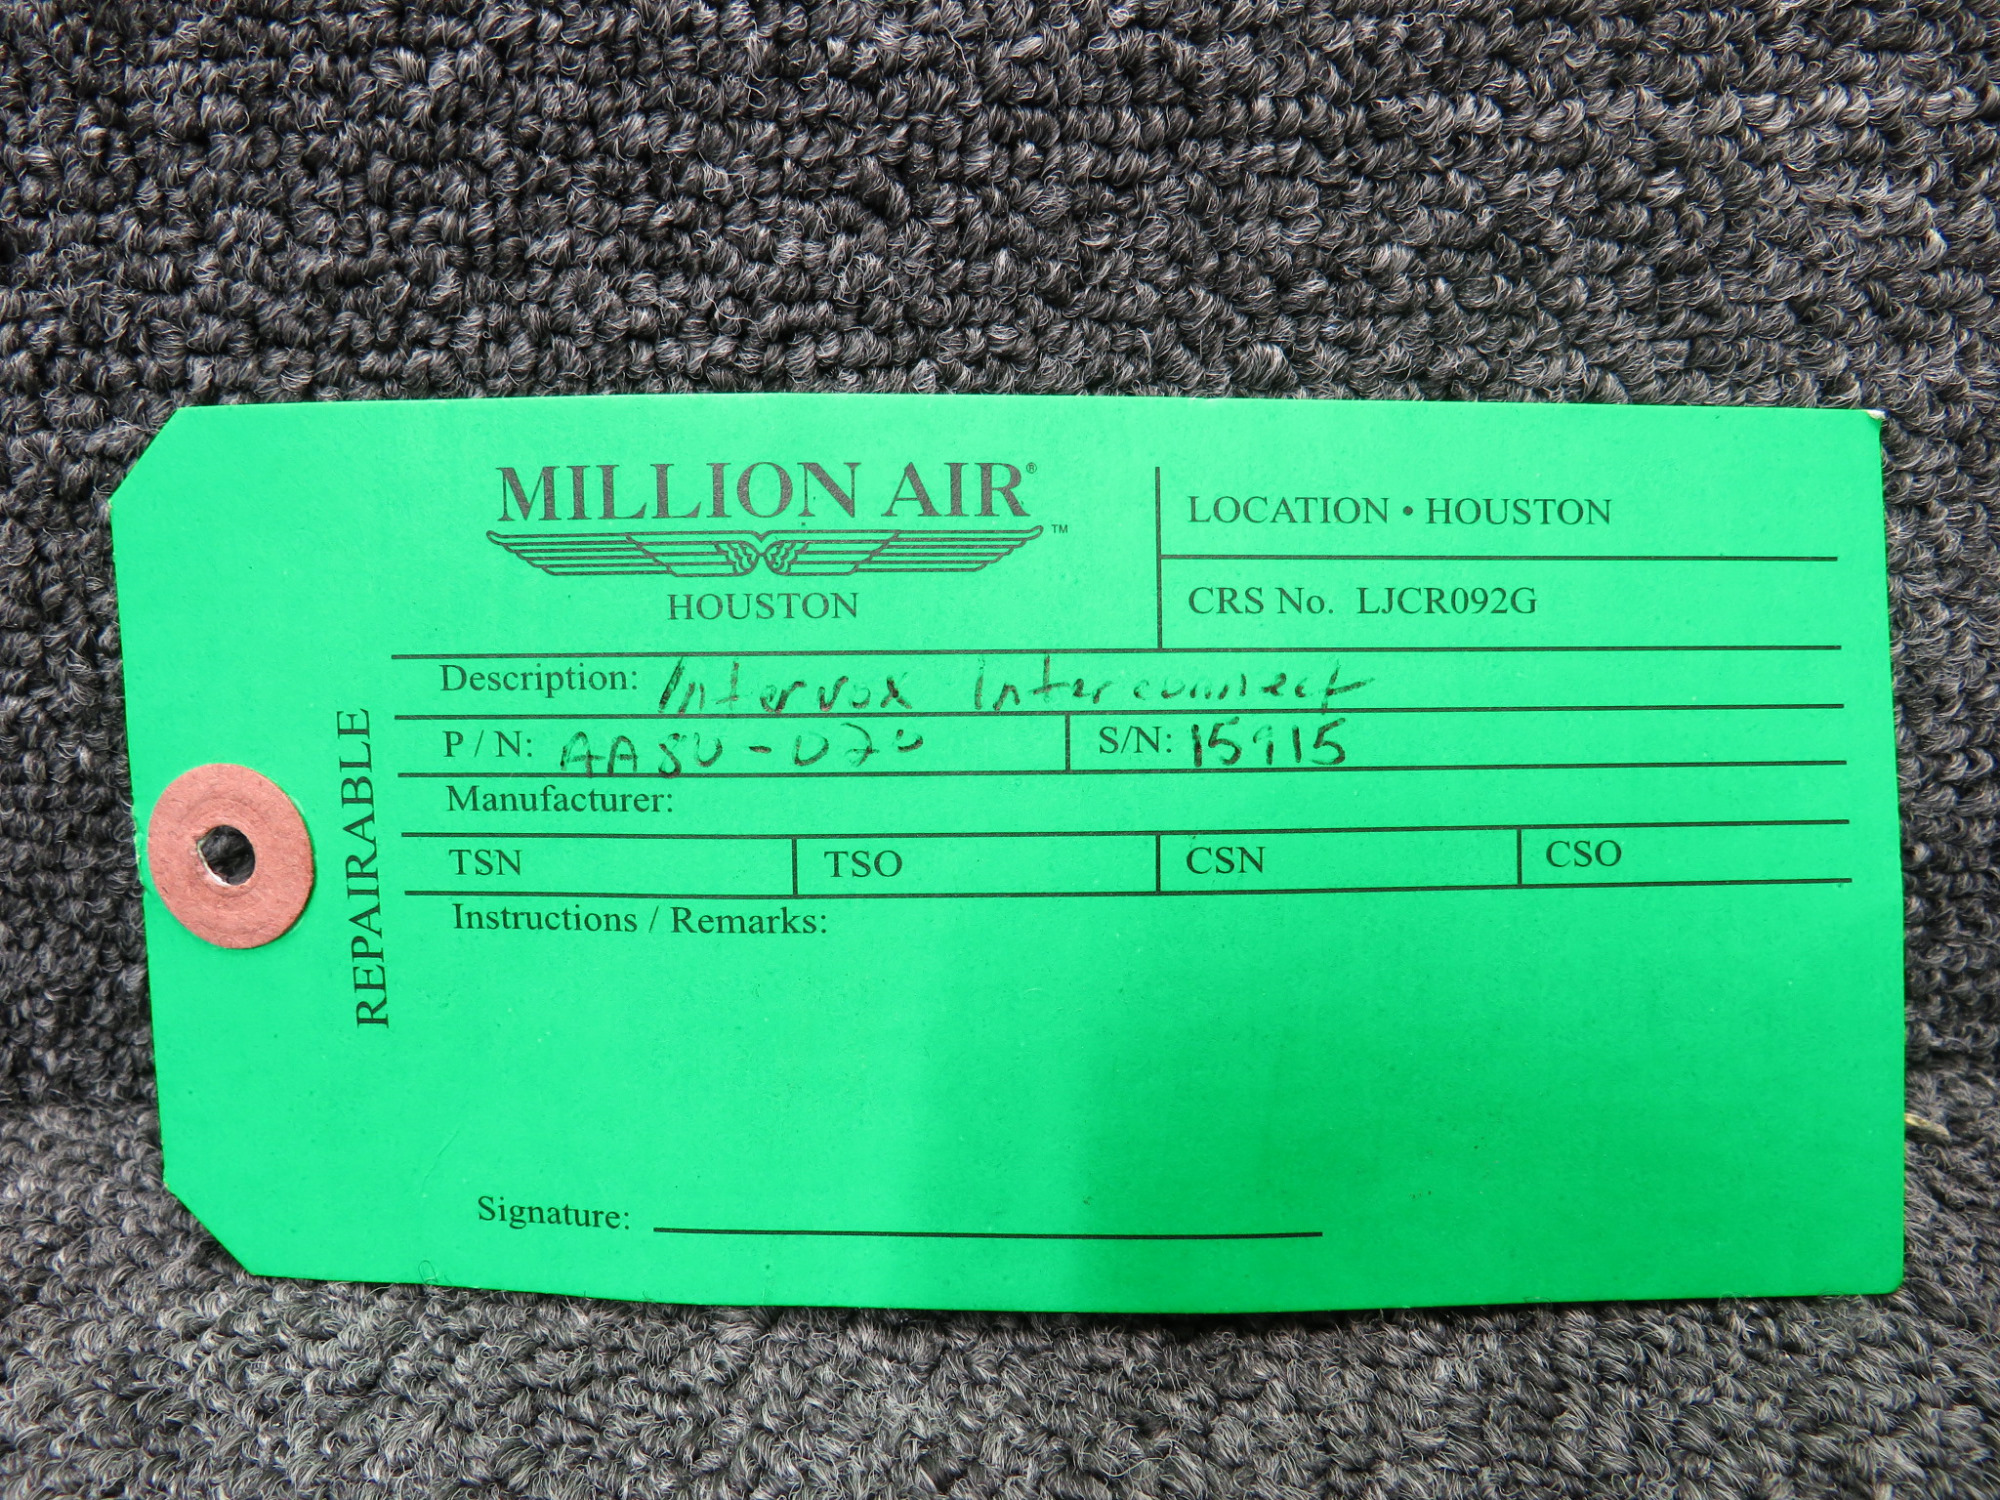 MILLION AIR®
™
HOUSTON
LOCATION • HOUSTON
CRS No. LJCR092G
REPAIRABLE
Description: Intervox Interconnect
P / N: AA80-020
S/N: 15915
Manufacturer:
TSN TSO CSN CSO
Instructions / Remarks:
Signature: